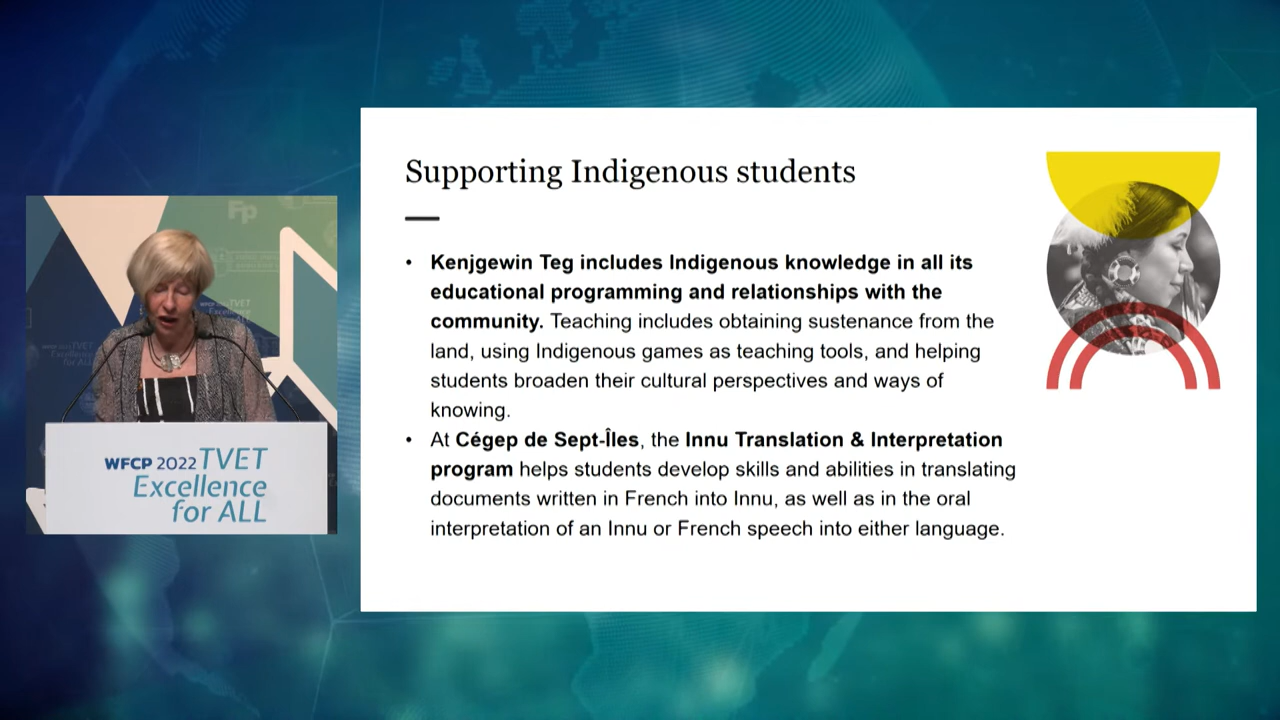 Supporting Indigenous students
• Kenjgewin Teg includes Indigenous knowledge in all its
educational programming and relationships with the
community. Teaching includes obtaining sustenance from the
land, using Indigenous games as teaching tools, and helping
students broaden their cultural perspectives and ways of
knowing.
• At Cégep de Sept-Îles, the Innu Translation & Interpretation
program helps students develop skills and abilities in translating
documents written in French into Innu, as well as in the oral
interpretation of an Innu or French speech into either language.
Fp
WFCP 2022 TVET
Excellence
for ALL